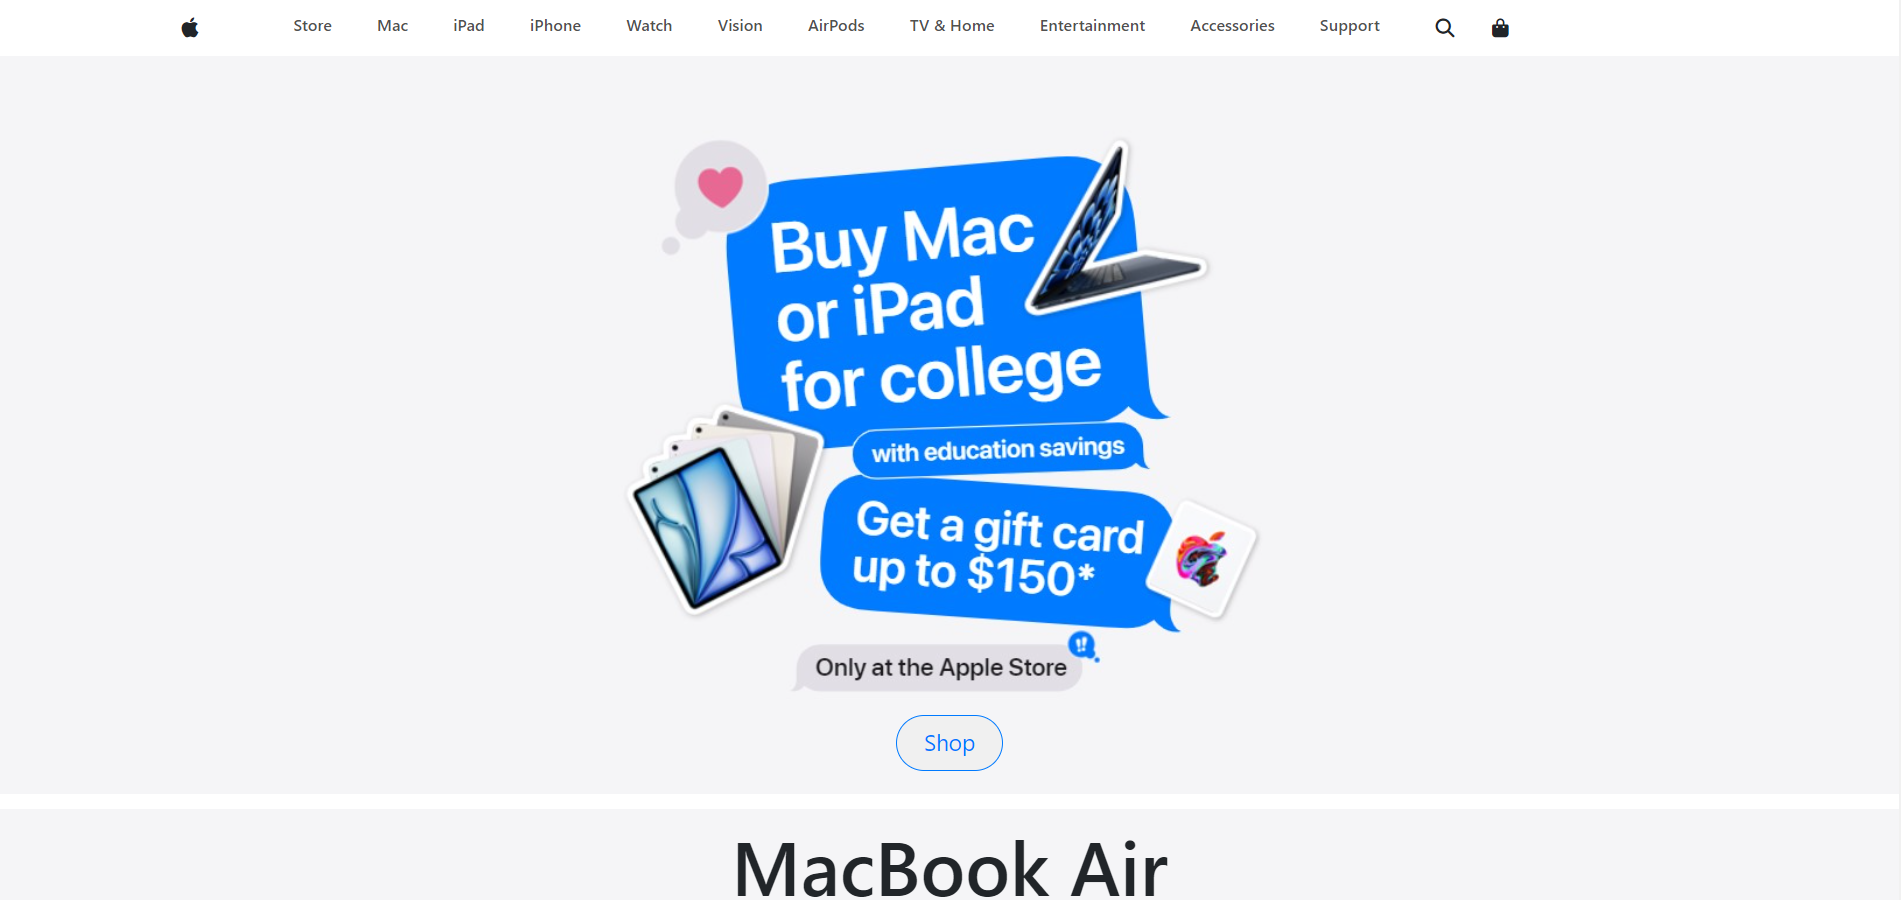 Store Mac iPad iPhone Watch Vision AirPods TV & Home Entertainment Accessories Support
Buy Mac
or iPad
for college
with education savings
Get a gift card
up to $150*
!!
Only at the Apple Store
Shop
MacBook Air